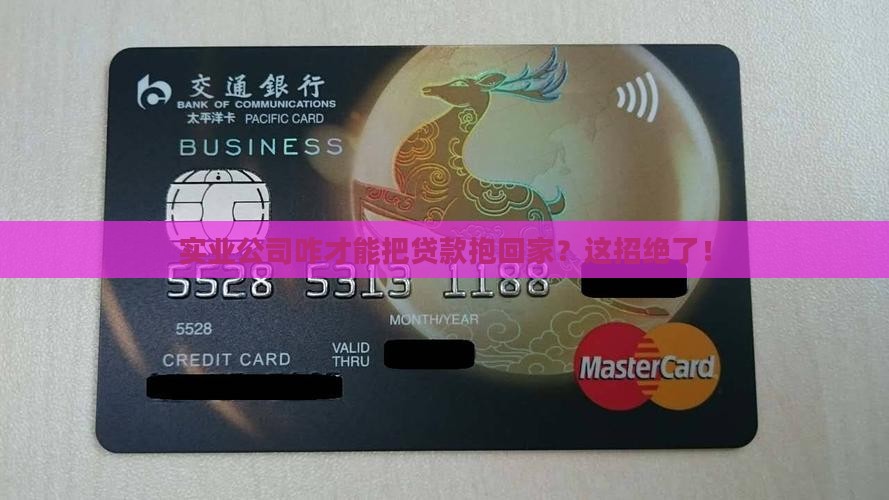 交通銀行
BANK OF COMMUNICATIONS
太平洋卡 PACIFIC CARD
BUSINESS
实业公司咋才能把贷款抱回家？这招绝了！
5528 5313 1188
5528
MONTH/YEAR
CREDIT CARD
VALID
THRU
MasterCard